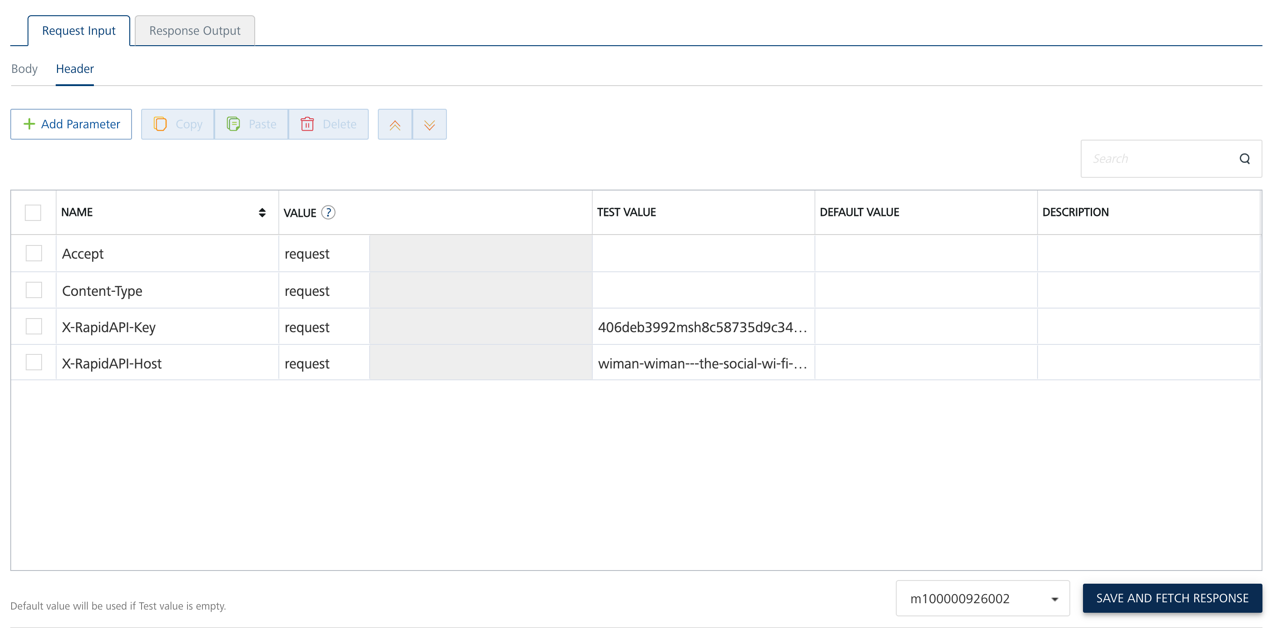 Request Input Response Output
Body Header
Add Parameter Copy Paste Delete
Search
NAME VALUE ? TEST VALUE DEFAULT VALUE DESCRIPTION
Accept request
Content-Type request
X-RapidAPI-Key request 406deb3992msh8c58735d9c34...
X-RapidAPI-Host request wiman-wiman---the-social-wi-fi-...
Default value will be used if Test value is empty. m100000926002 SAVE AND FETCH RESPONSE